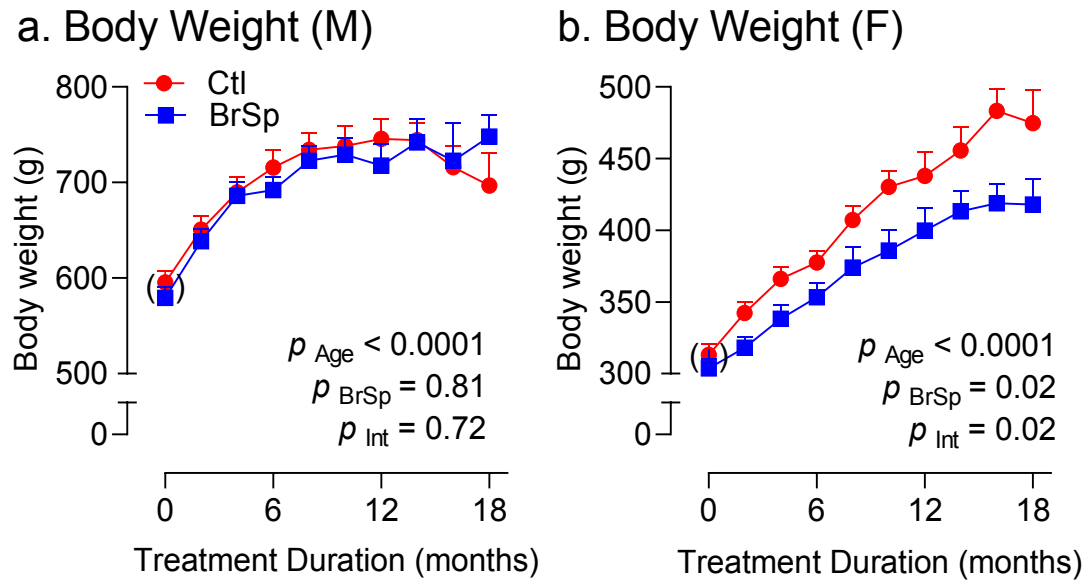 a. Body Weight (M)
Ctl
BrSp
Body weight (g)
800
700
600
500
0
( )
p Age < 0.0001
p BrSp = 0.81
p Int = 0.72
0 6 12 18
Treatment Duration (months)
b. Body Weight (F)
Body weight (g)
500
450
400
350
300
0
( )
p Age < 0.0001
p BrSp = 0.02
p Int = 0.02
0 6 12 18
Treatment Duration (months)